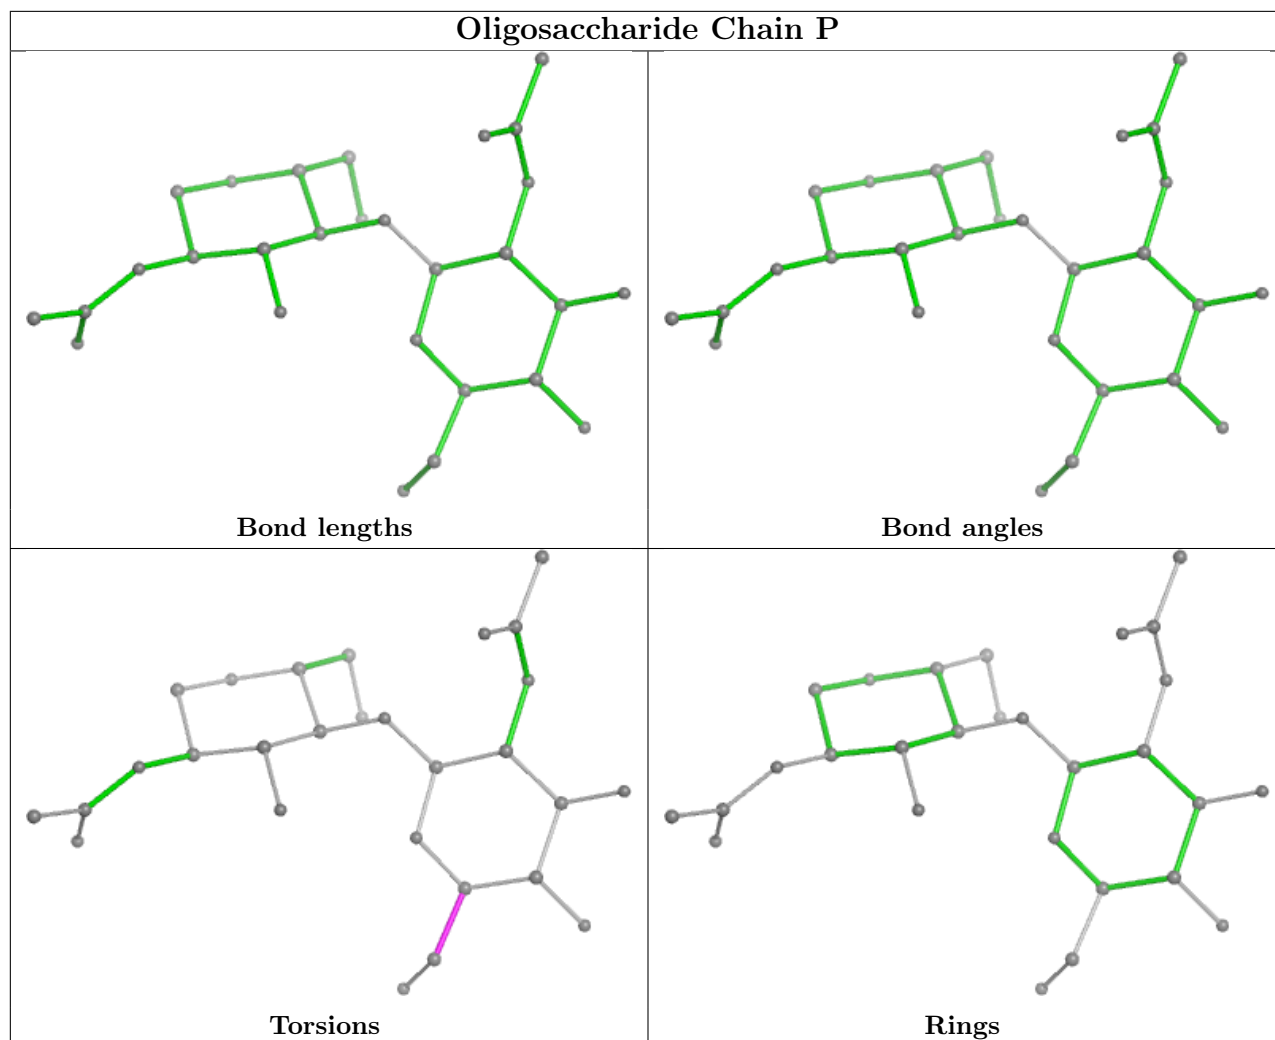 Oligosaccharide Chain P
Bond lengths
Bond angles
Torsions
Rings